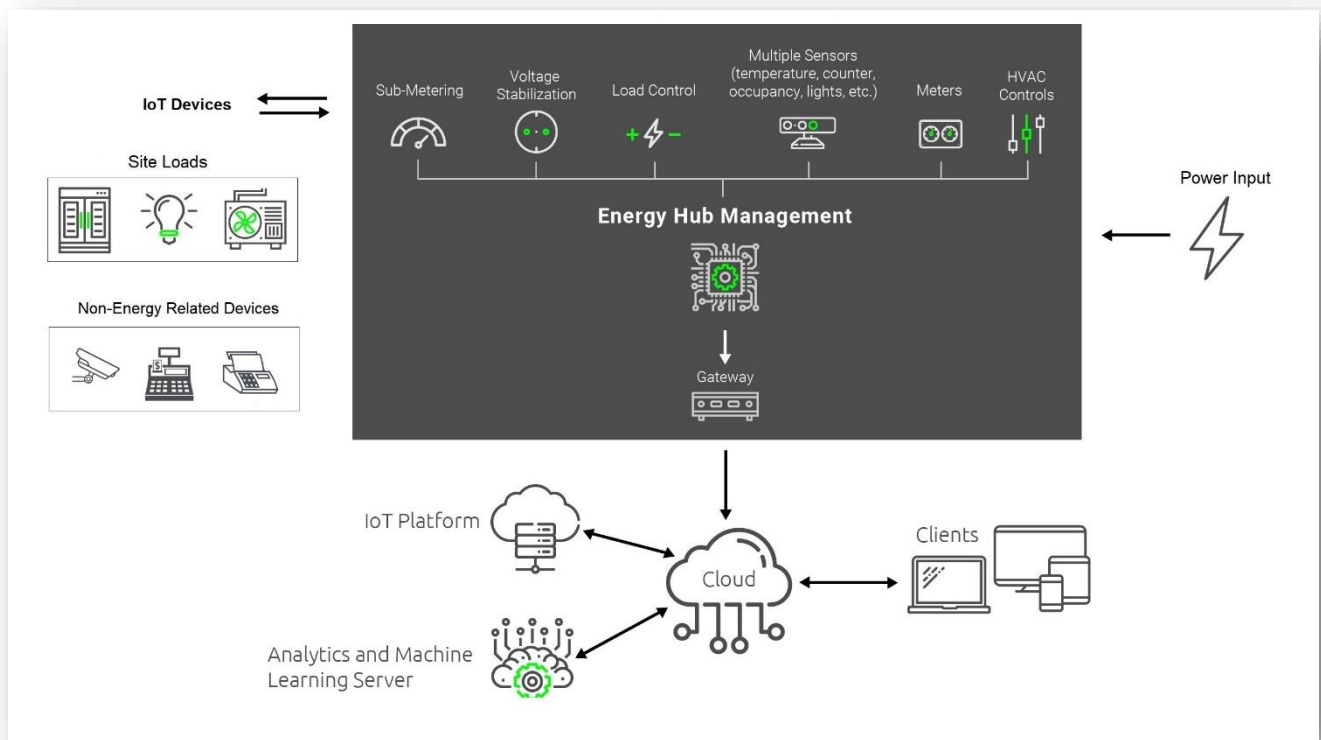 Sub-Metering
Voltage
Stabilization
Load Control
Multiple Sensors
(temperature, counter,
occupancy, lights, etc.)
Meters
HVAC
Controls
IoT Devices
Site Loads
Power Input
Energy Hub Management
Non-Energy Related Devices
$
Gateway
IoT Platform
Cloud
Clients
Analytics and Machine
Learning Server